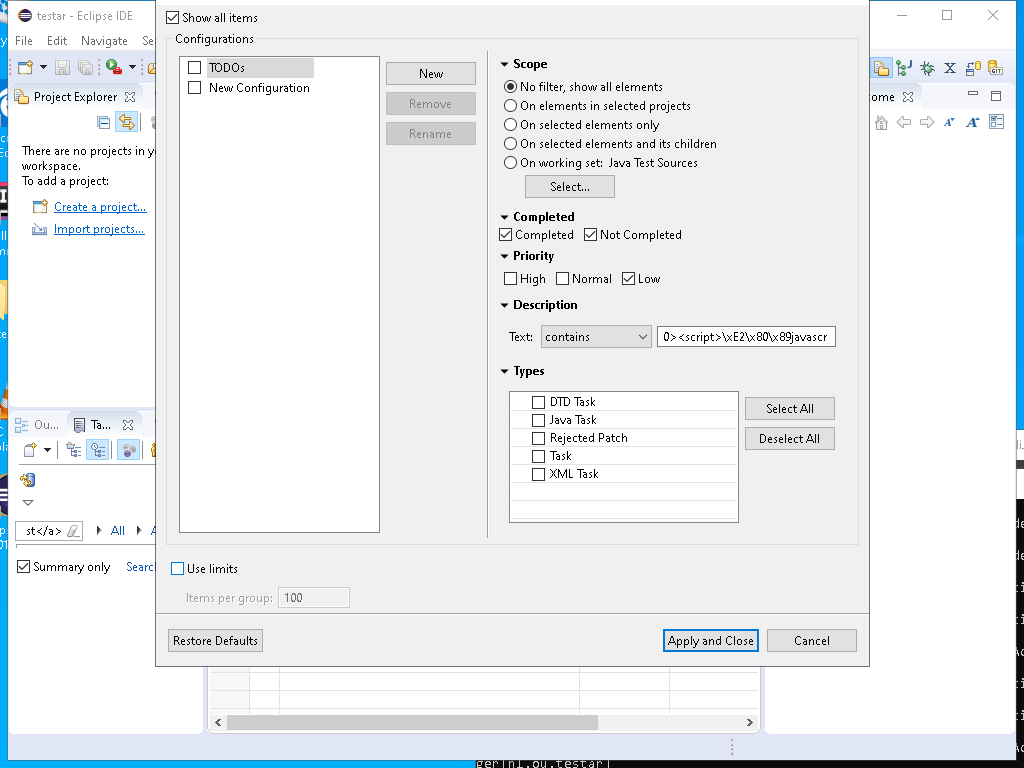 testar - Eclipse IDE
File Edit Navigate Se
Project Explorer
There are no projects in y
workspace.
To add a project:
Create a project...
Import projects...
Ou...
Ta...
st</a>
All
Summary only
Searc
Show all items
Configurations
TODOs
New Configuration
New
Remove
Rename
Scope
No filter, show all elements
On elements in selected projects
On selected elements only
On selected elements and its children
On working set: Java Test Sources
Select...
Completed
Completed Not Completed
Priority
High Normal Low
Description
Text: contains 0><script>\xE2\x80\x89javascr
Types
DTD Task
Java Task
Rejected Patch
Task
XML Task
Select All
Deselect All
Use limits
Items per group: 100
Restore Defaults
Apply and Close
Cancel
ome
ger[nl.ou.testar]